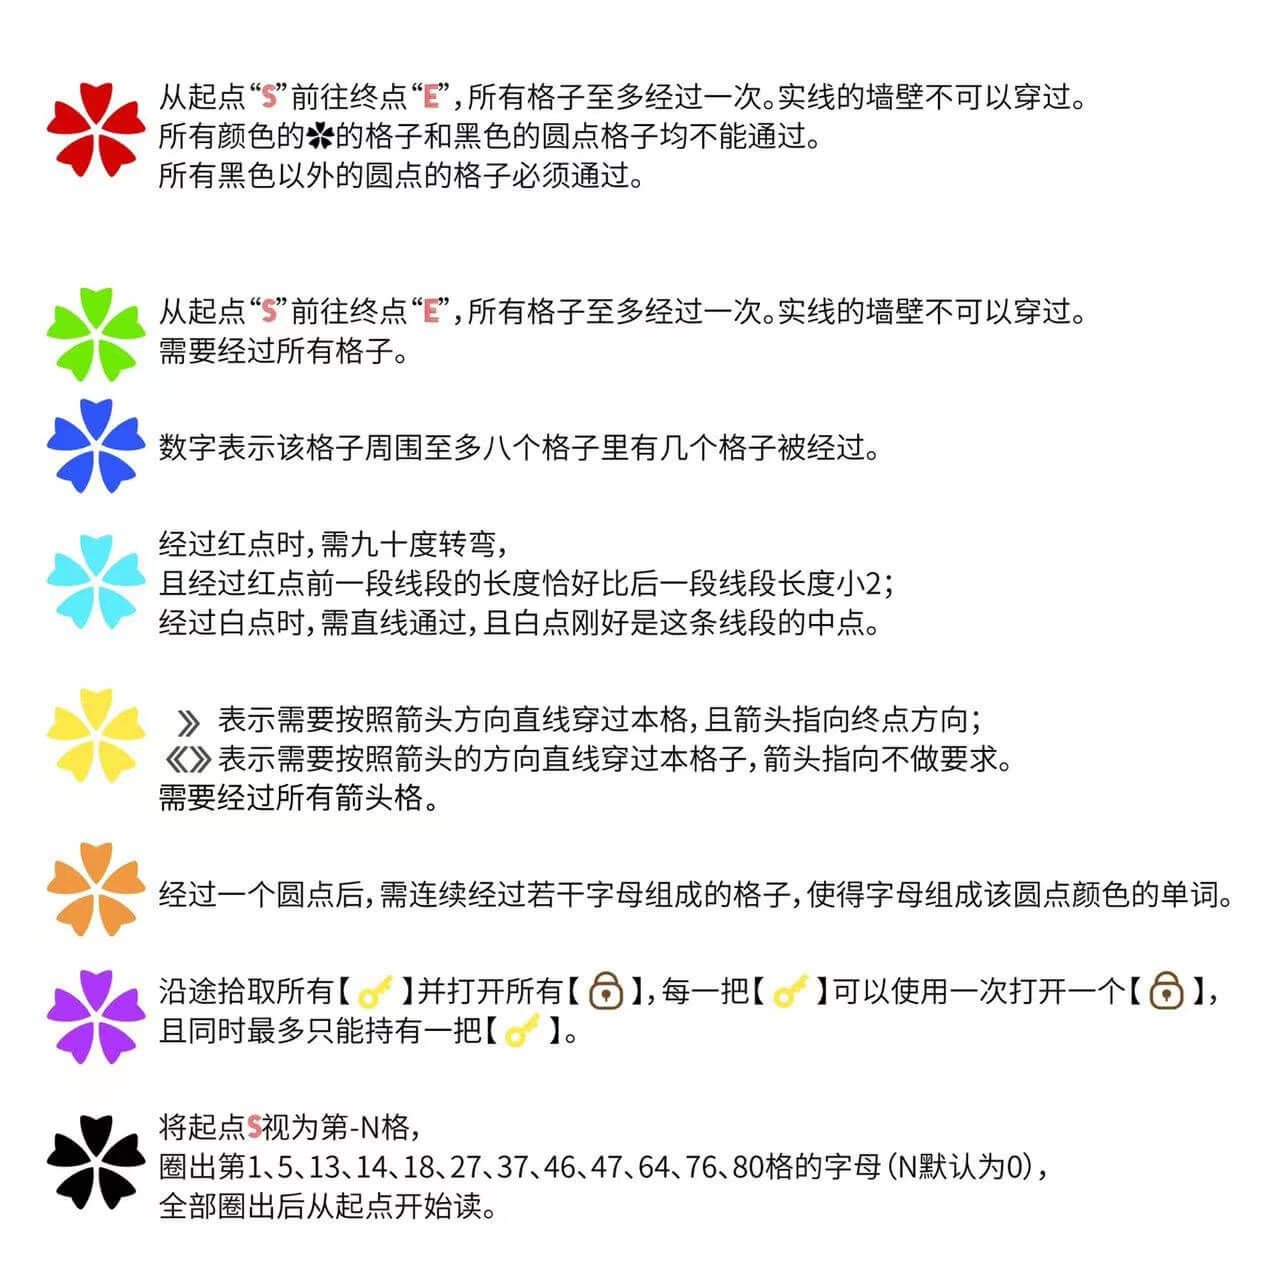 从起点“S”前往终点“E”，所有格子至多经过一次。实线的墙壁不可以穿过。
所有颜色的的格子和黑色的圆点格子均不能通过。
所有黑色以外的圆点的格子必须通过。
从起点“S”前往终点“E”，所有格子至多经过一次。实线的墙壁不可以穿过。
需要经过所有格子。
数字表示该格子周围至多八个格子里有几个格子被经过。
经过红点时，需九十度转弯，
且经过红点前一段线段的长度恰好比后一段线段长度小2；
经过白点时，需直线通过，且白点刚好是这条线段的中点。
》 表示需要按照箭头方向直线穿过本格，且箭头指向终点方向；
《》表示需要按照箭头的方向直线穿过本格子，箭头指向不做要求。
需要经过所有箭头格。
经过一个圆点后，需连续经过若干字母组成的格子，使得字母组成该圆点颜色的单词。
沿途拾取所有【】并打开所有【】，每一把【】可以使用一次打开一个【】，
且同时最多只能持有一把【】。
将起点S视为第-N格，
圈出第1、5、13、14、18、27、37、46、47、64、76、80格的字母（N默认为0），
全部圈出后从起点开始读。